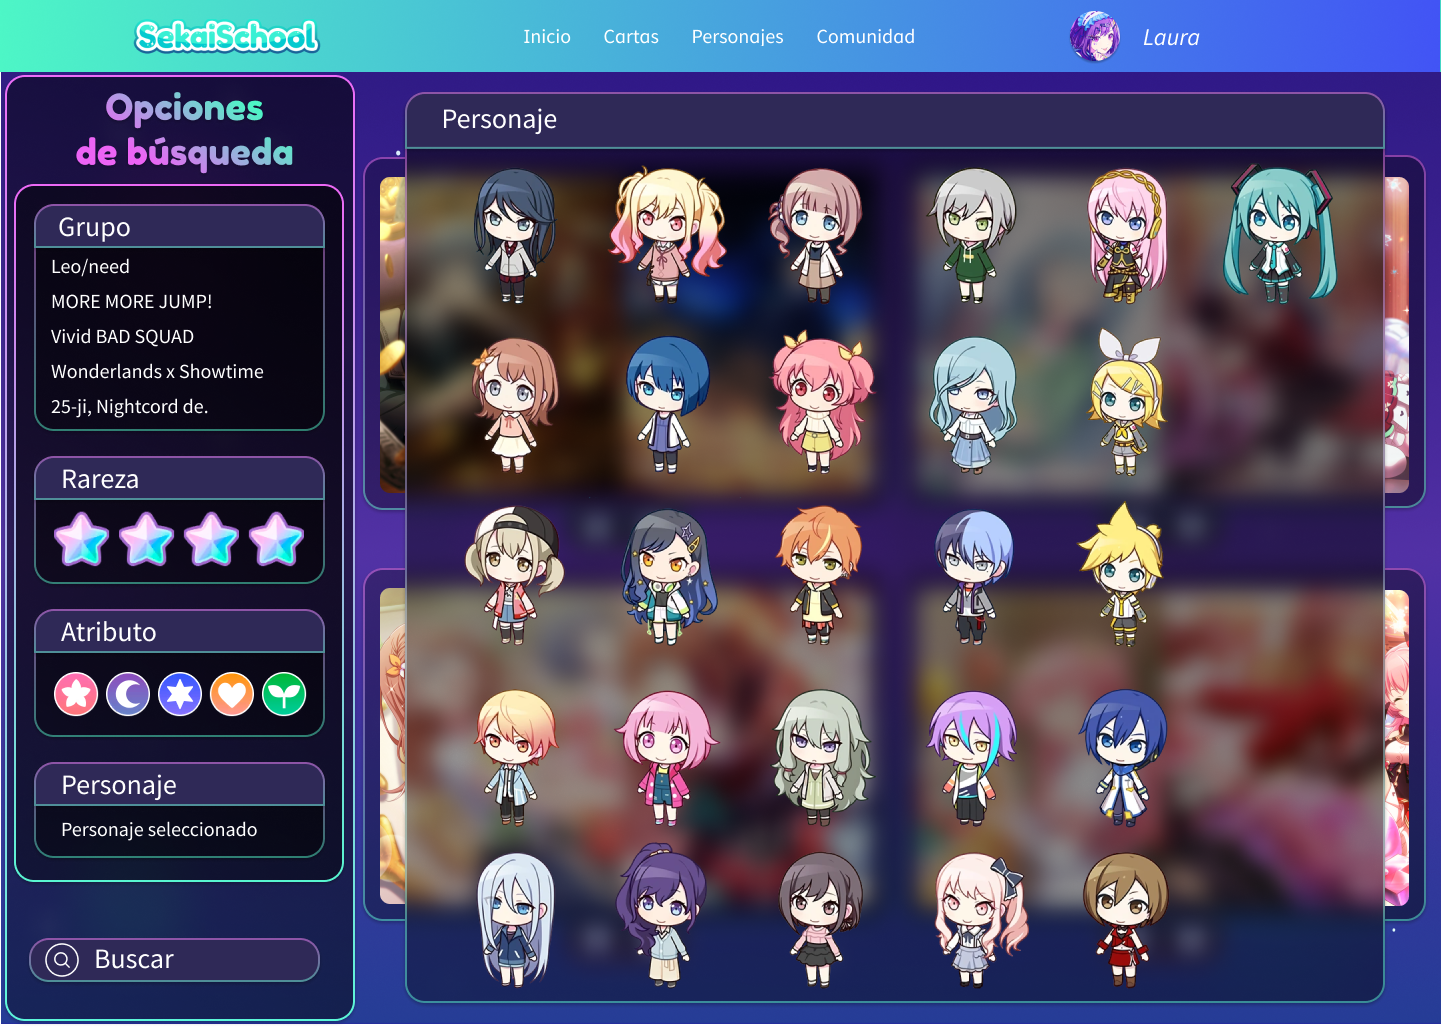 SekaiSchool
Inicio
Cartas
Personajes
Comunidad
Laura
Opciones
de búsqueda
Grupo
Leo/need
MORE MORE JUMP!
Vivid BAD SQUAD
Wonderlands x Showtime
25-ji, Nightcord de.
Rareza
Atributo
Personaje
Personaje seleccionado
Buscar
Personaje